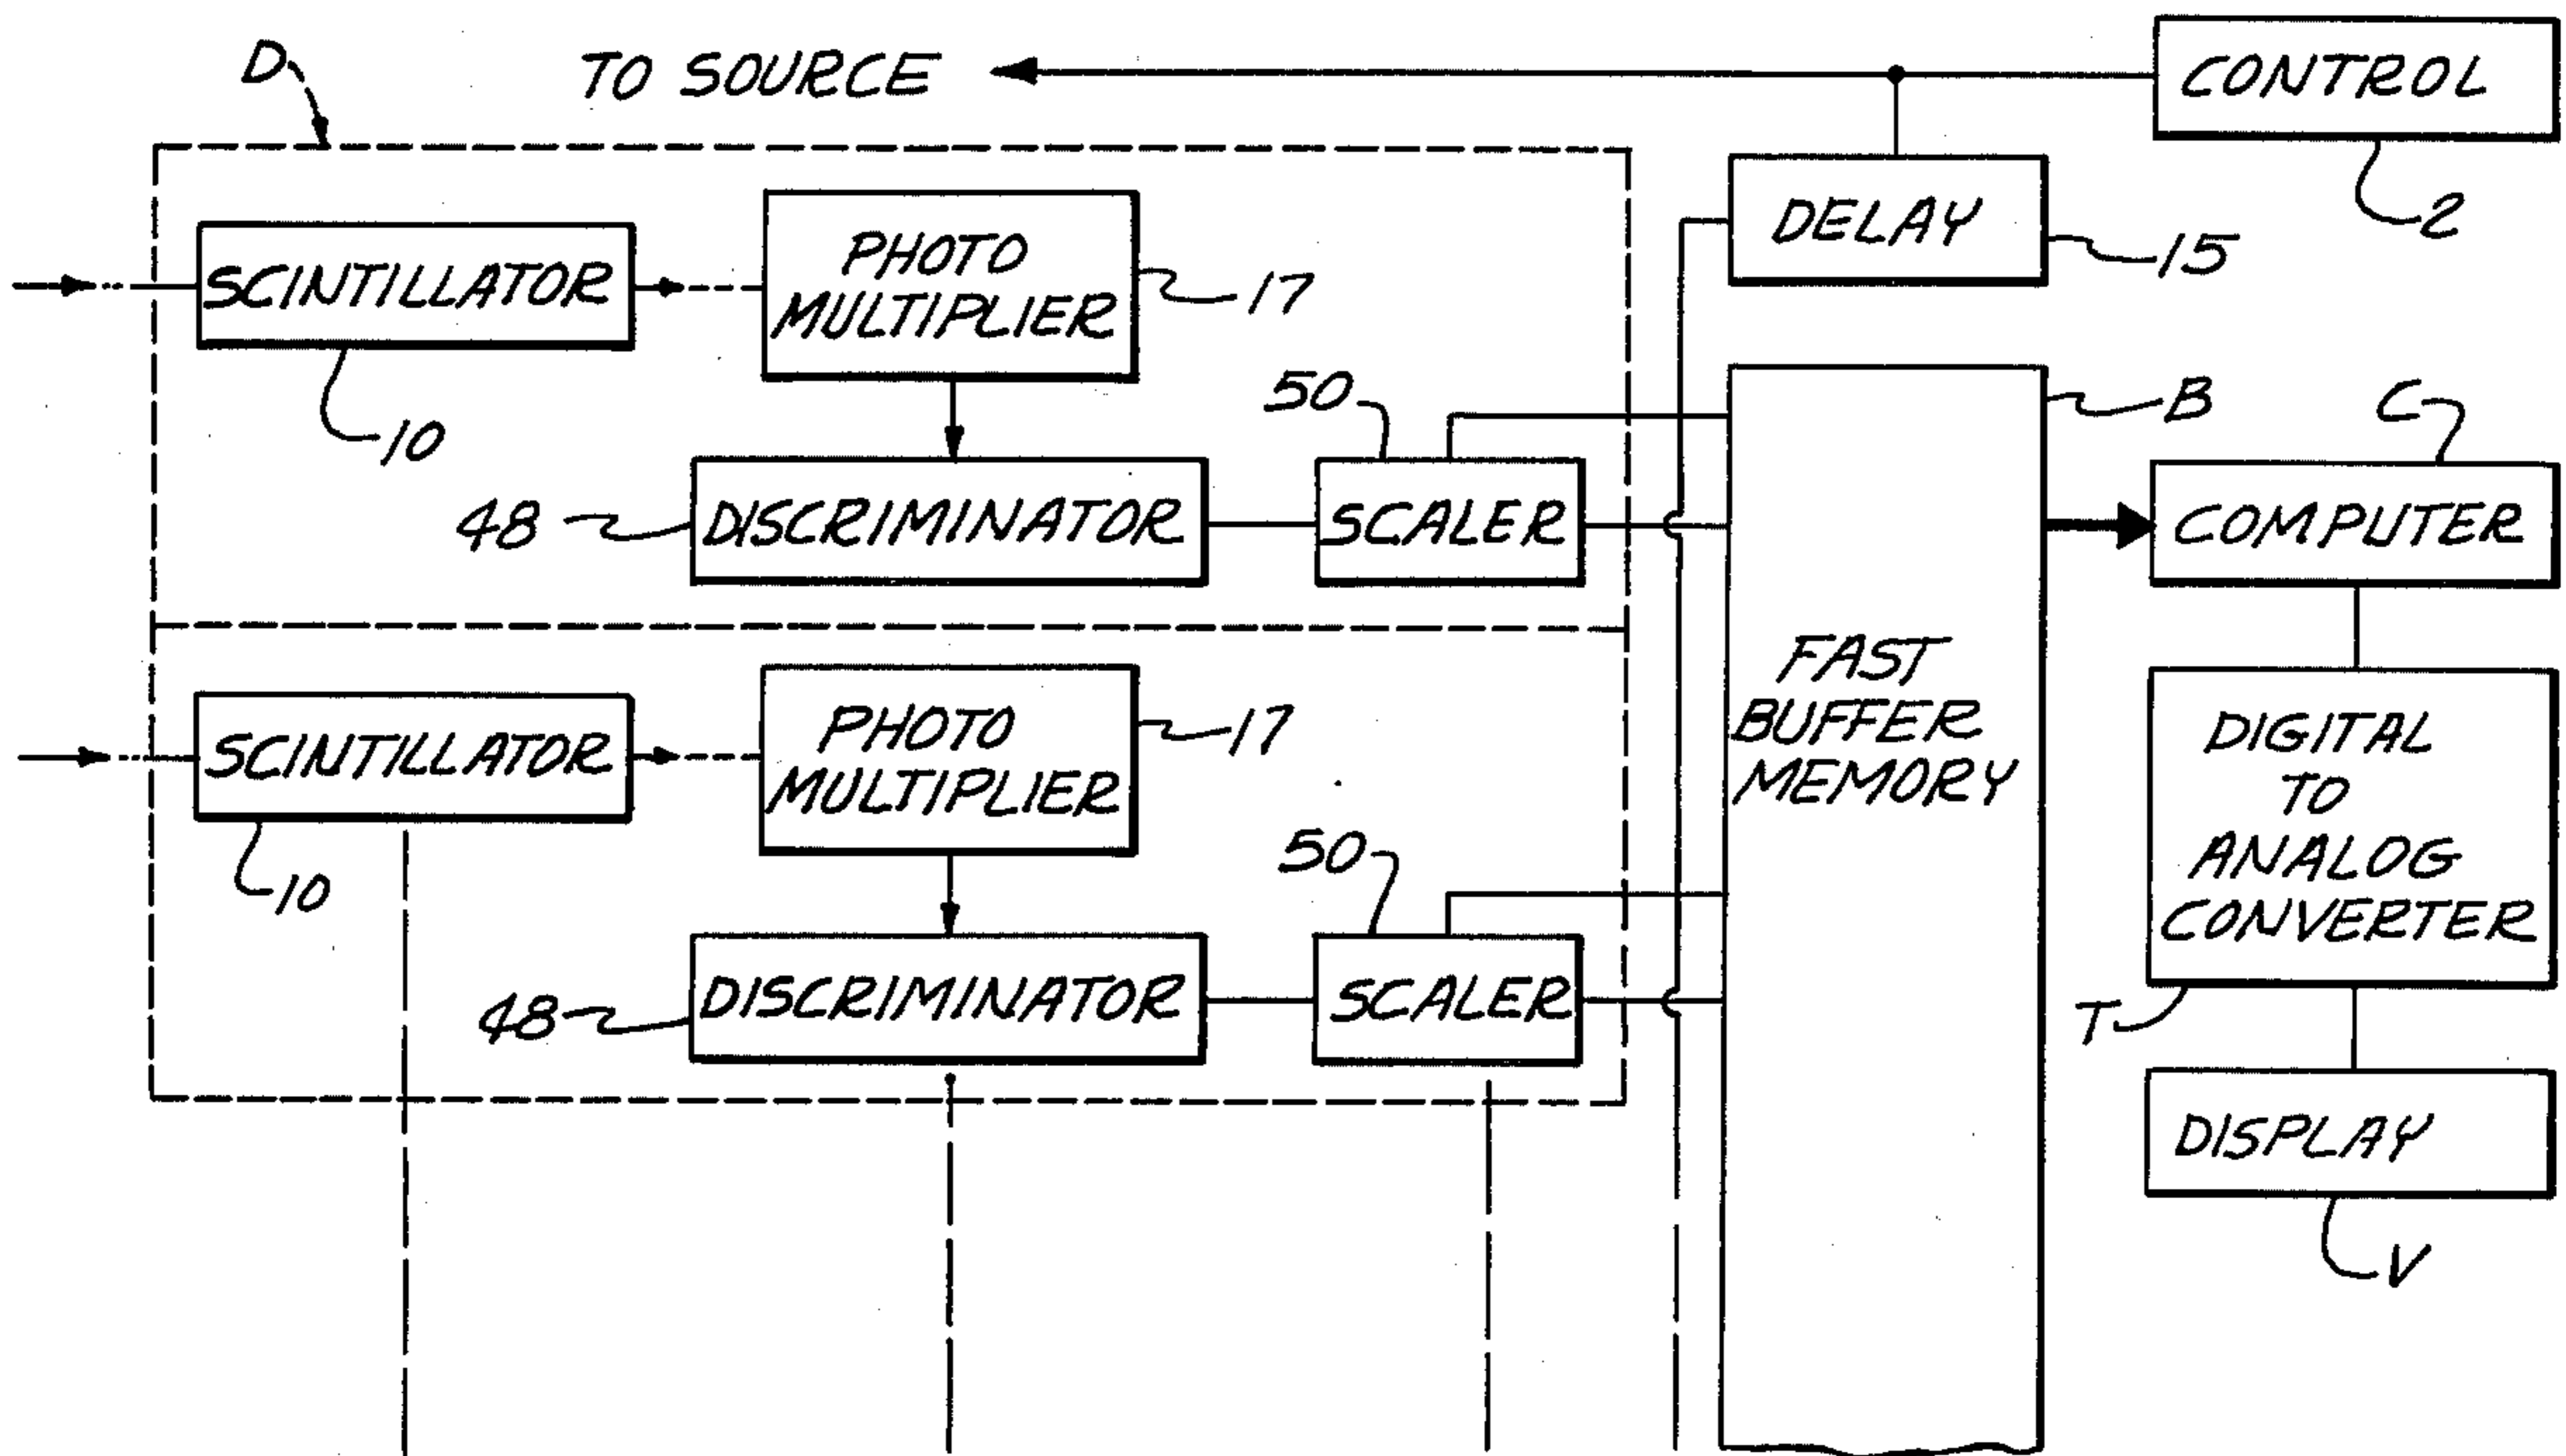 D
TO SOURCE
CONTROL
2
DELAY
15
SCINTILLATOR
10
PHOTO
MULTIPLIER
17
50
DISCRIMINATOR
48
SCALER
B
C
COMPUTER
FAST
BUFFER
MEMORY
SCINTILLATOR
10
PHOTO
MULTIPLIER
17
50
DISCRIMINATOR
48
SCALER
DIGITAL
TO
ANALOG
CONVERTER
T
DISPLAY
V